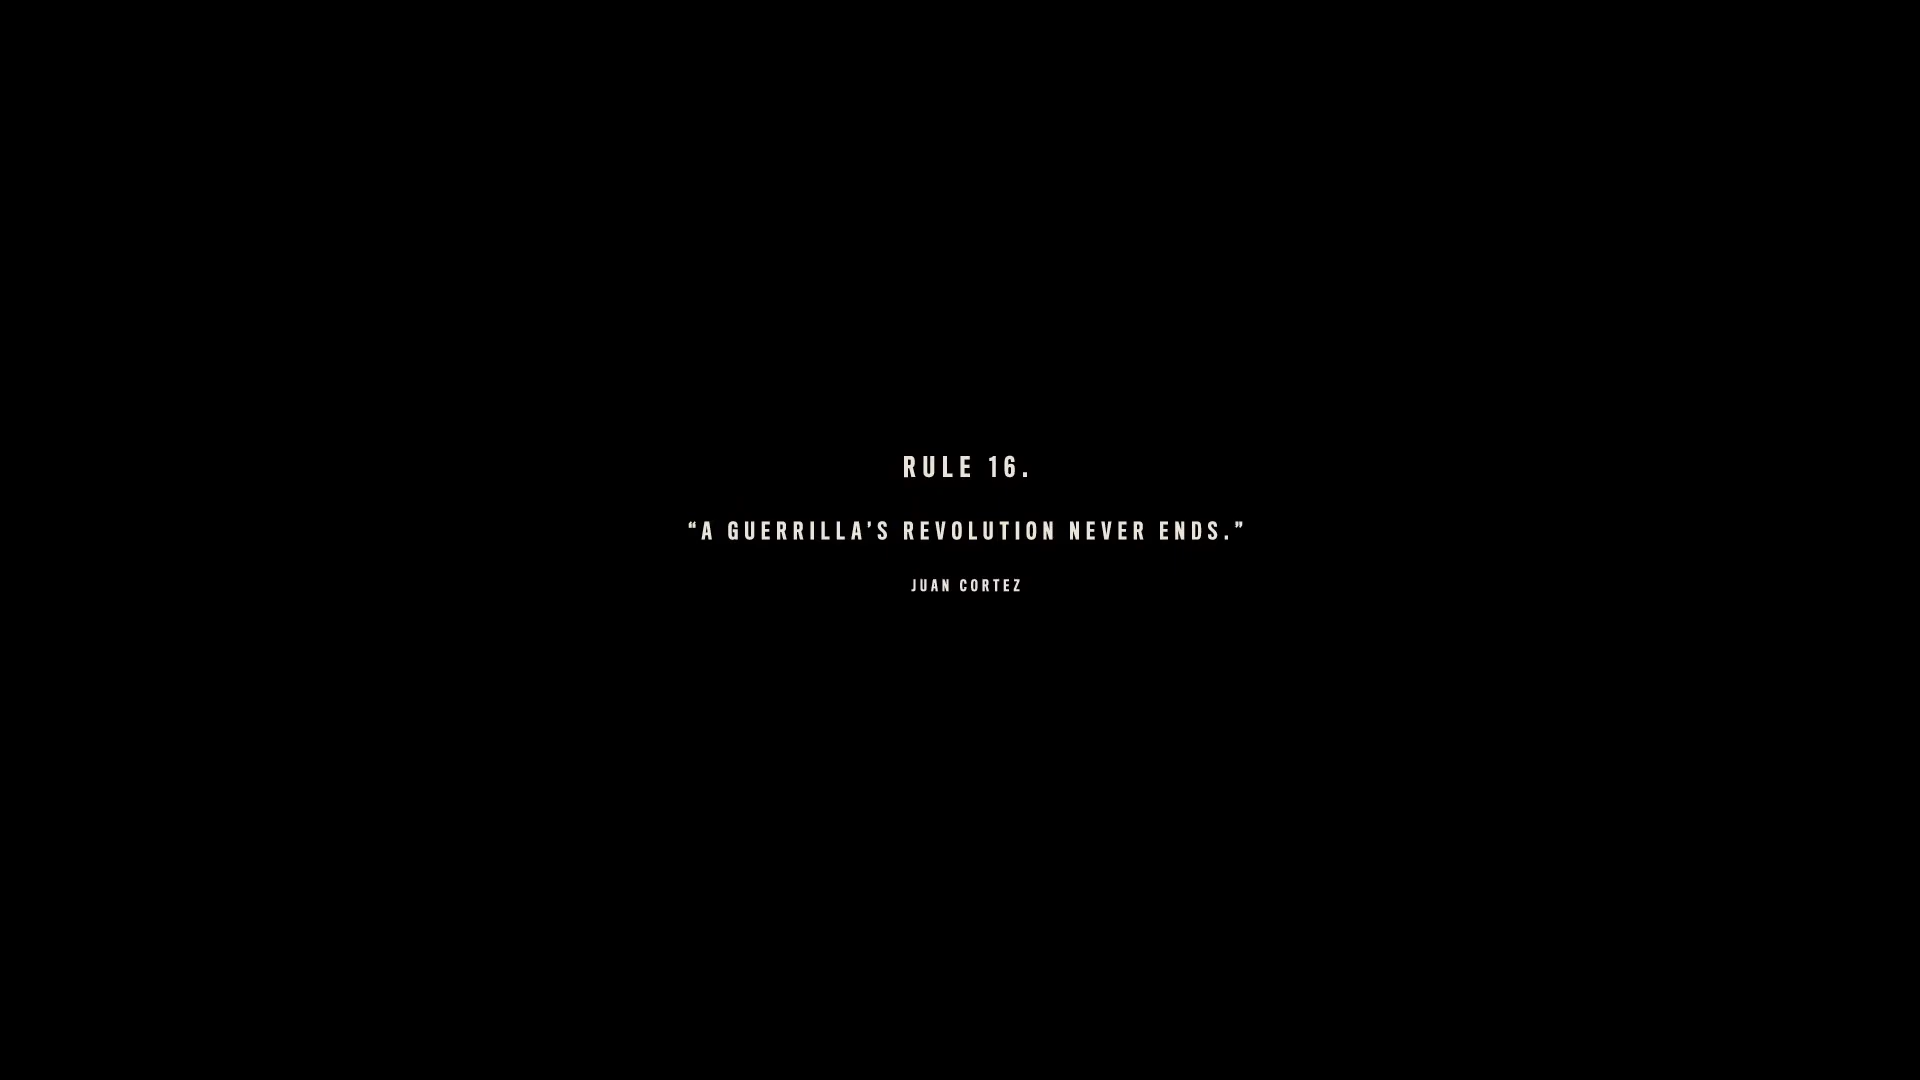 RULE 16.
“A GUERRILLA’S REVOLUTION NEVER ENDS.”
JUAN CORTEZ